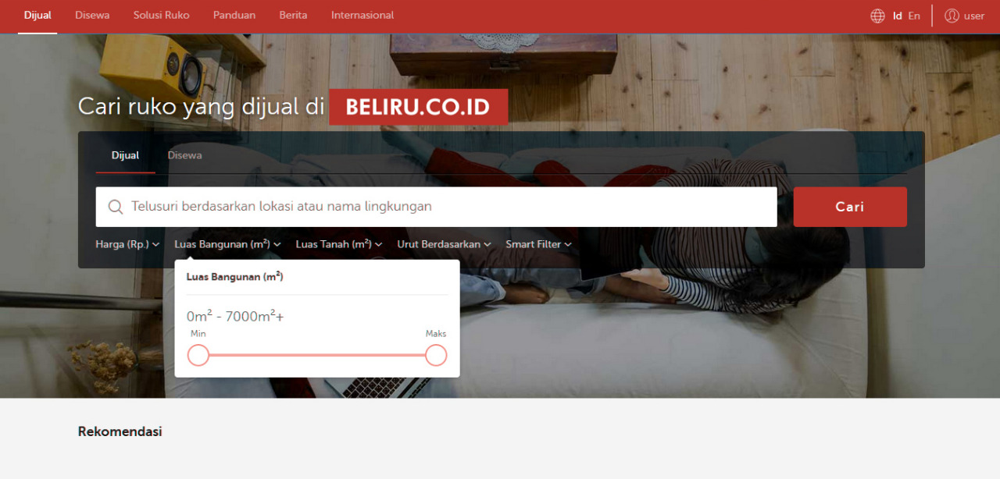 Dijual Disewa Solusi Ruko Panduan Berita Internasional Id En user
Cari ruko yang dijual di BELIRU.CO.ID
Dijual Disewa
Telusuri berdasarkan lokasi atau nama lingkungan Cari
Harga (Rp.) Luas Bangunan (m²) Luas Tanah (m²) Urut Berdasarkan Smart Filter
Luas Bangunan (m²)
0m² - 7000m²+
Min Maks
Rekomendasi